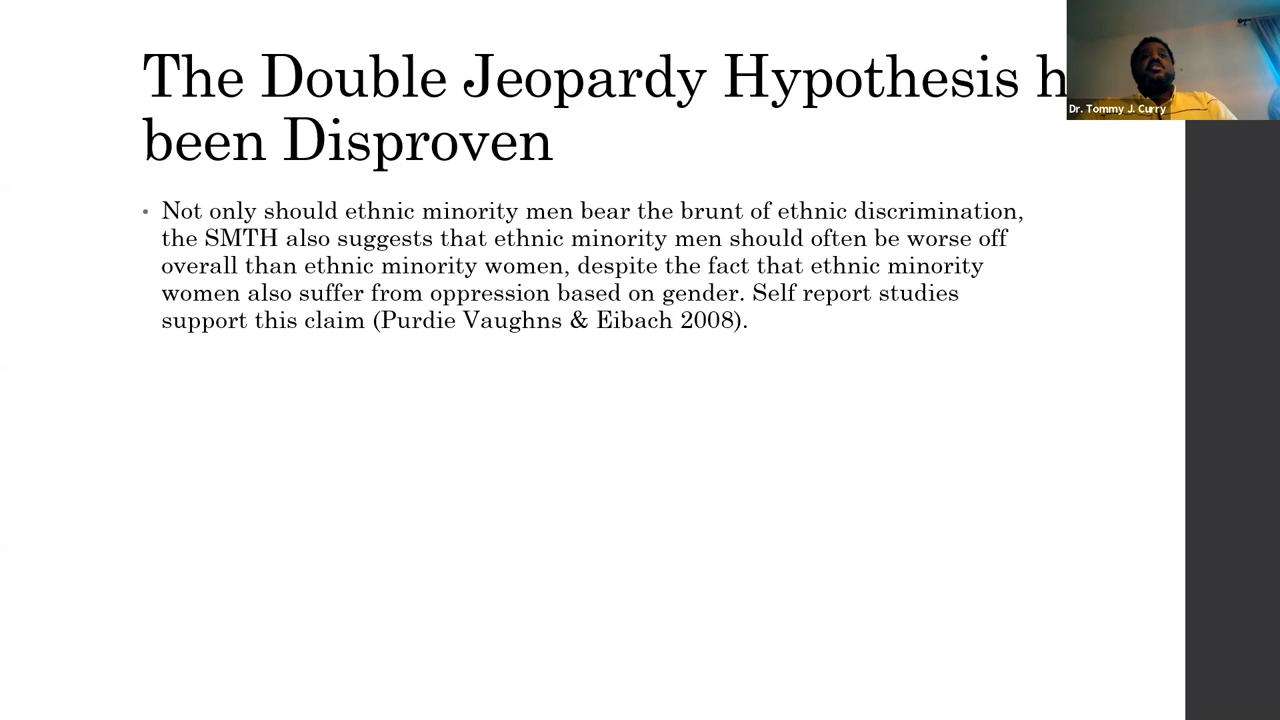 The Double Jeopardy Hypothesis h
been Disproven
• Not only should ethnic minority men bear the brunt of ethnic discrimination,
the SMTH also suggests that ethnic minority men should often be worse off
overall than ethnic minority women, despite the fact that ethnic minority
women also suffer from oppression based on gender. Self report studies
support this claim (Purdie Vaughns & Eibach 2008).
Dr. Tommy J. Curry